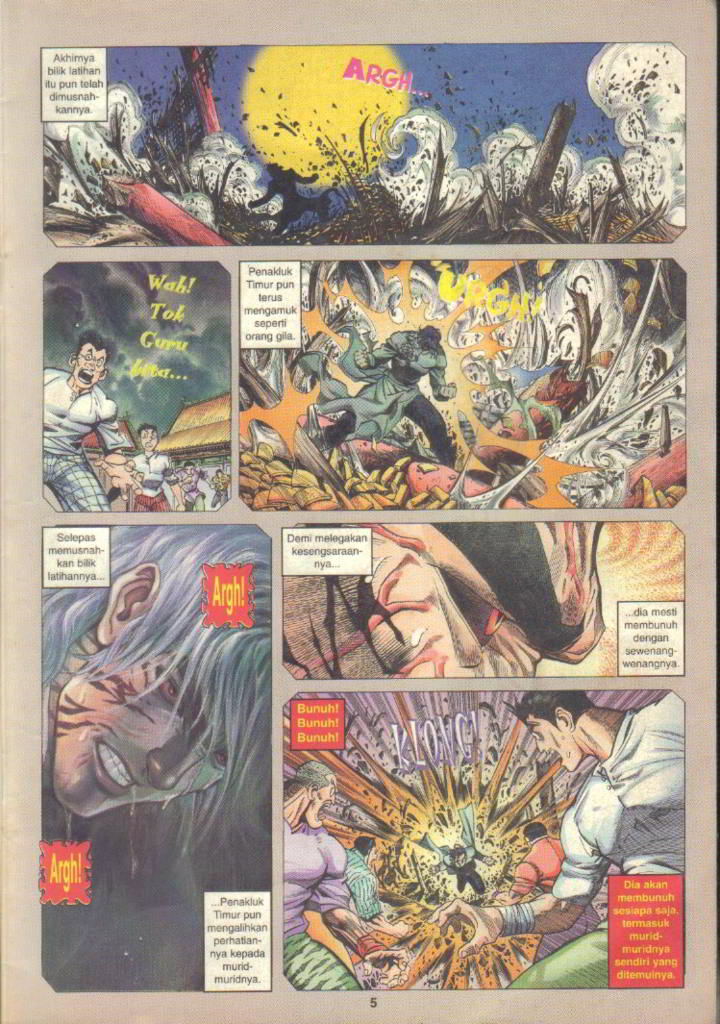 Akhirnya
bilik latihan
itu pun telah
dimusnah-
kannya.
ARGH...
Wah!
Tok
Guru
kita...
Penakluk
Timur pun
terus
mengamuk
seperti
orang gila.
URGH!
Selepas
memusnah-
kan bilik
latihannya...
Argh!
Argh!
...Penakluk
Timur pun
mengalihkan
perhatian-
nya kepada
murid-
muridnya.
Demi melegakan
kesengsaraan-
nya...
...dia mesti
membunuh
dengan
sewenang-
wenangnya.
Bunuh!
Bunuh!
Bunuh!
KLONG!
Dia akan
membunuh
sesiapa saja,
termasuk
murid-
muridnya
sendiri yang
ditemuinya.
5